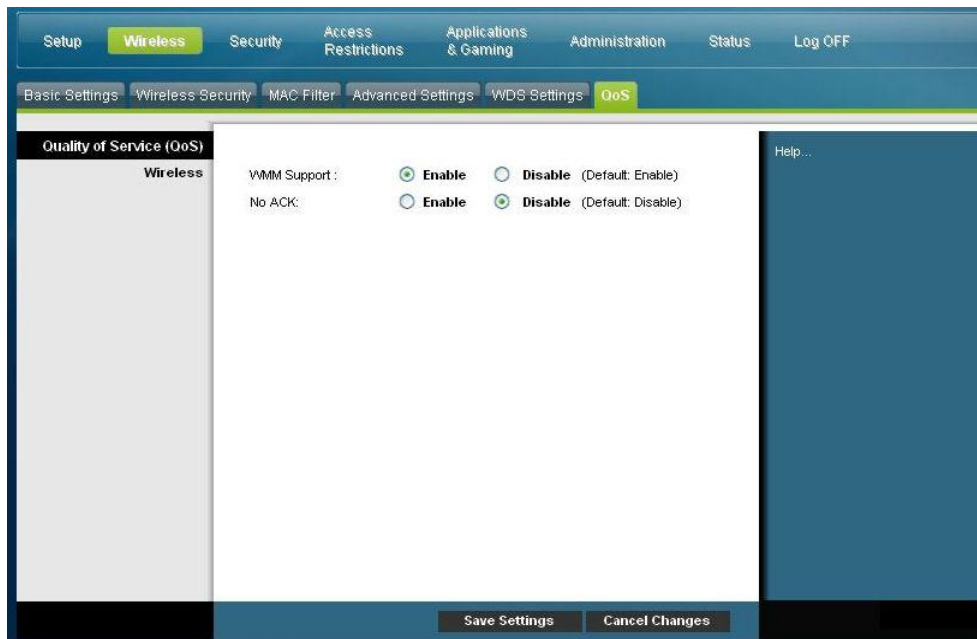 Setup Wireless Security Access Restrictions Applications & Gaming Administration Status Log OFF
Basic Settings Wireless Security MAC Filter Advanced Settings WDS Settings QoS
Quality of Service (QoS)
Wireless
WMM Support : Enable Disable (Default: Enable)
No ACK: Enable Disable (Default: Disable)
Help...
Save Settings Cancel Changes